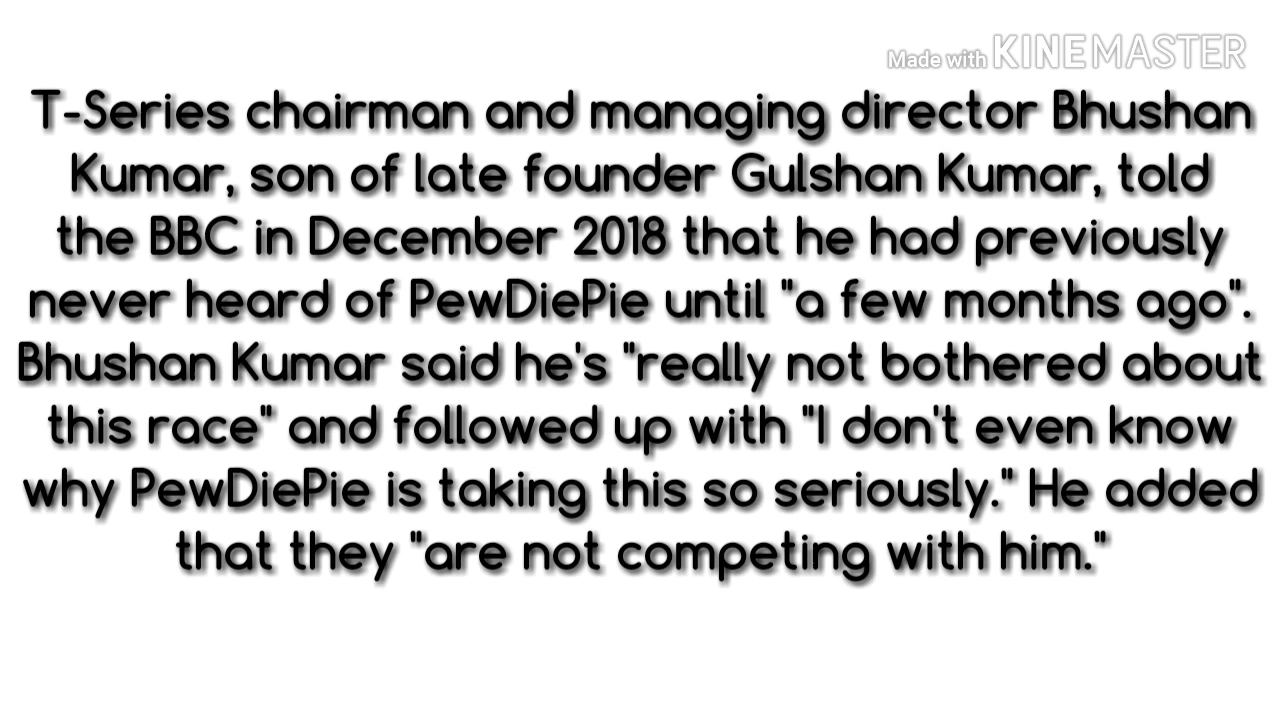 Made with KINEMASTER
T-Series chairman and managing director Bhushan
Kumar, son of late founder Gulshan Kumar, told
the BBC in December 2018 that he had previously
never heard of PewDiePie until "a few months ago".
Bhushan Kumar said he's "really not bothered about
this race" and followed up with "I don't even know
why PewDiePie is taking this so seriously." He added
that they "are not competing with him."